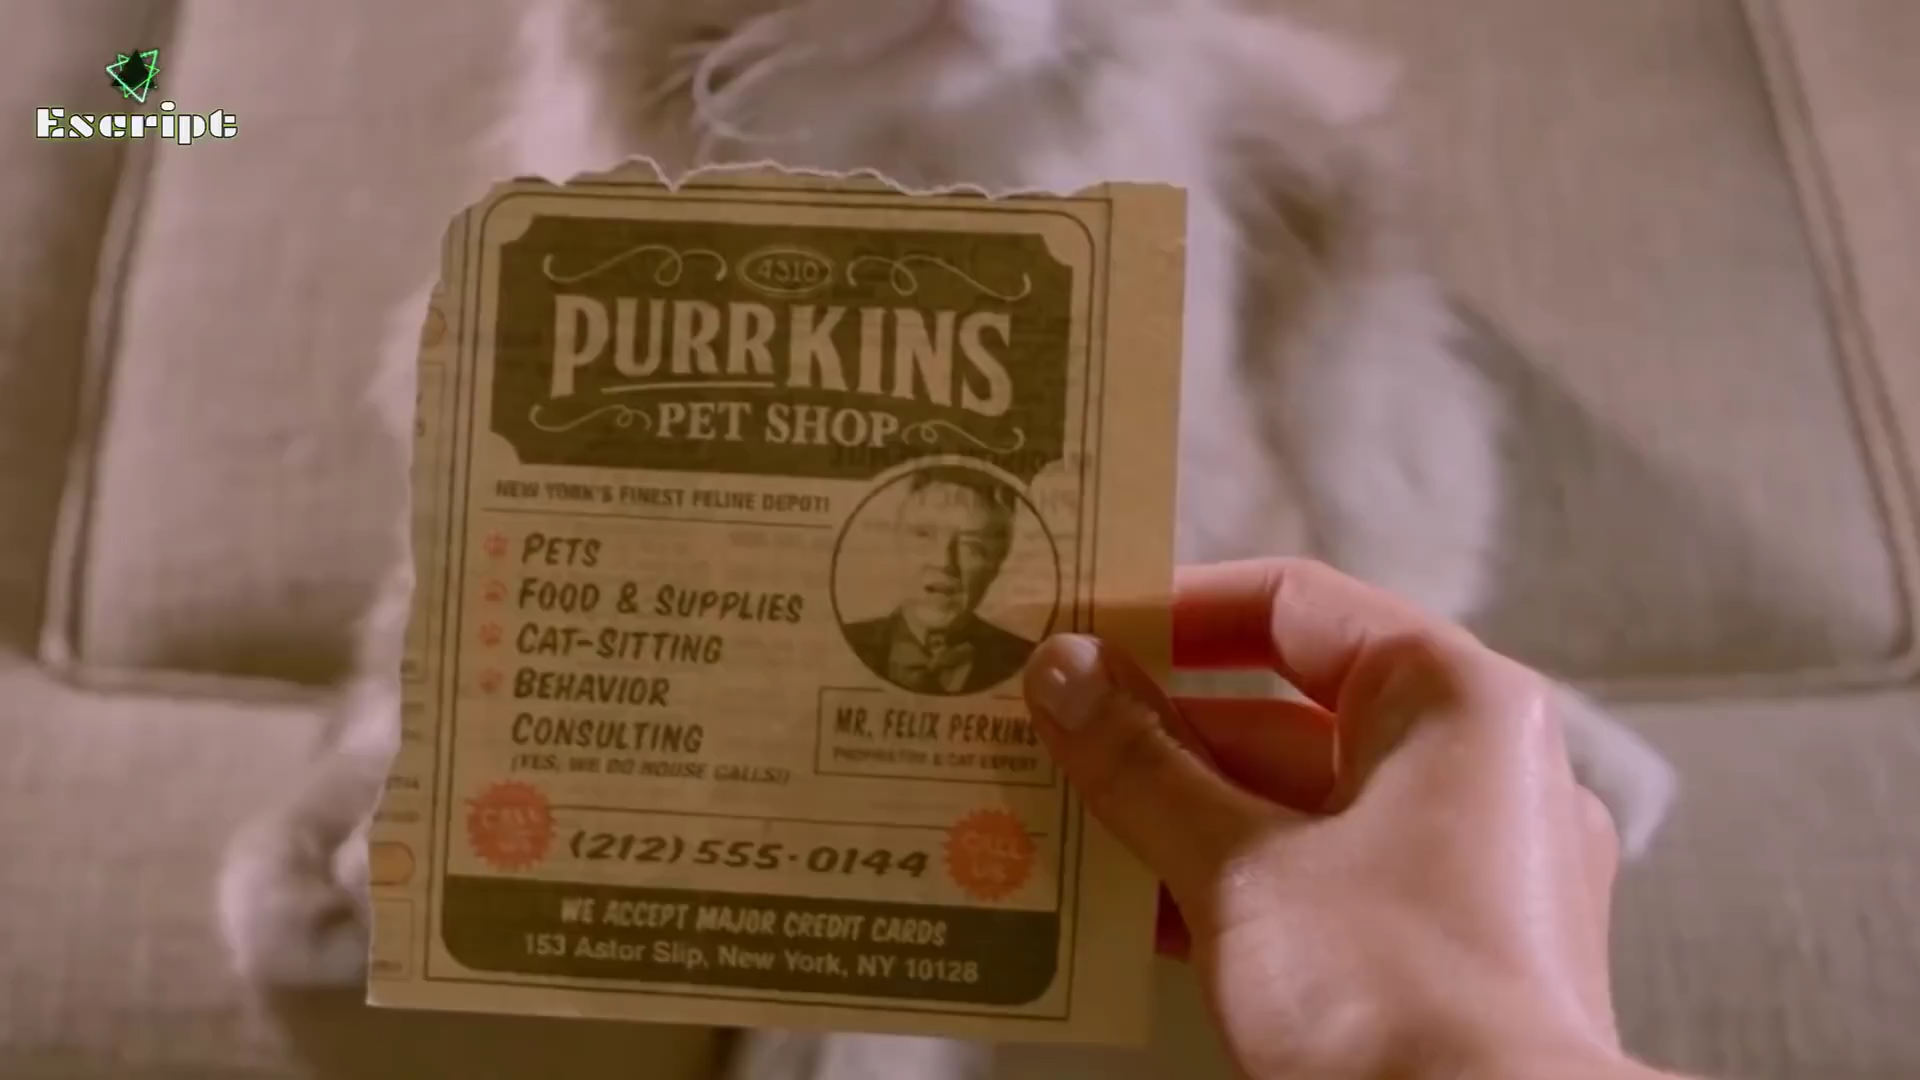 Escript
4310
PURRKINS
PET SHOP
NEW YORK'S FINEST FELINE DEPOT!
PETS
FOOD & SUPPLIES
CAT-SITTING
BEHAVIOR
CONSULTING
(YES, WE DO HOUSE CALLS!)
MR. FELIX PERKINS
PROPRIETOR & CAT EXPERT
CALL
US
(212) 555-0144
CALL
US
WE ACCEPT MAJOR CREDIT CARDS
153 Astor Slip, New York, NY 10128